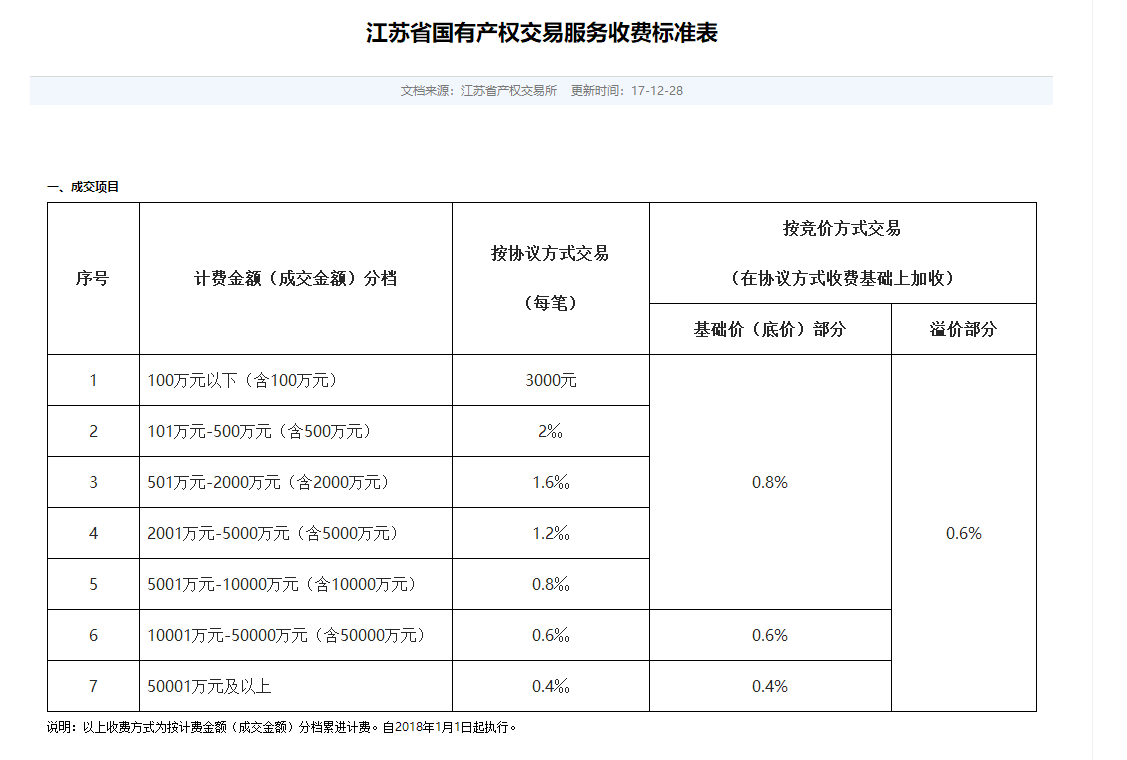 江苏省国有产权交易服务收费标准表
文档来源：江苏省产权交易所 更新时间：17-12-28
一、成交项目
序号
计费金额（成交金额）分档
按协议方式交易
（每笔）
按竞价方式交易
（在协议方式收费基础上加收）
基础价（底价）部分
溢价部分
1
100万元以下（含100万元）
3000元
2
101万元-500万元（含500万元）
2‰
3
501万元-2000万元（含2000万元）
1.6‰
0.8%
4
2001万元-5000万元（含5000万元）
1.2‰
0.6%
5
5001万元-10000万元（含10000万元）
0.8‰
6
10001万元-50000万元（含50000万元）
0.6‰
0.6%
7
50001万元及以上
0.4‰
0.4%
说明：以上收费方式为按计费金额（成交金额）分档累进计费。自2018年1月1日起执行。